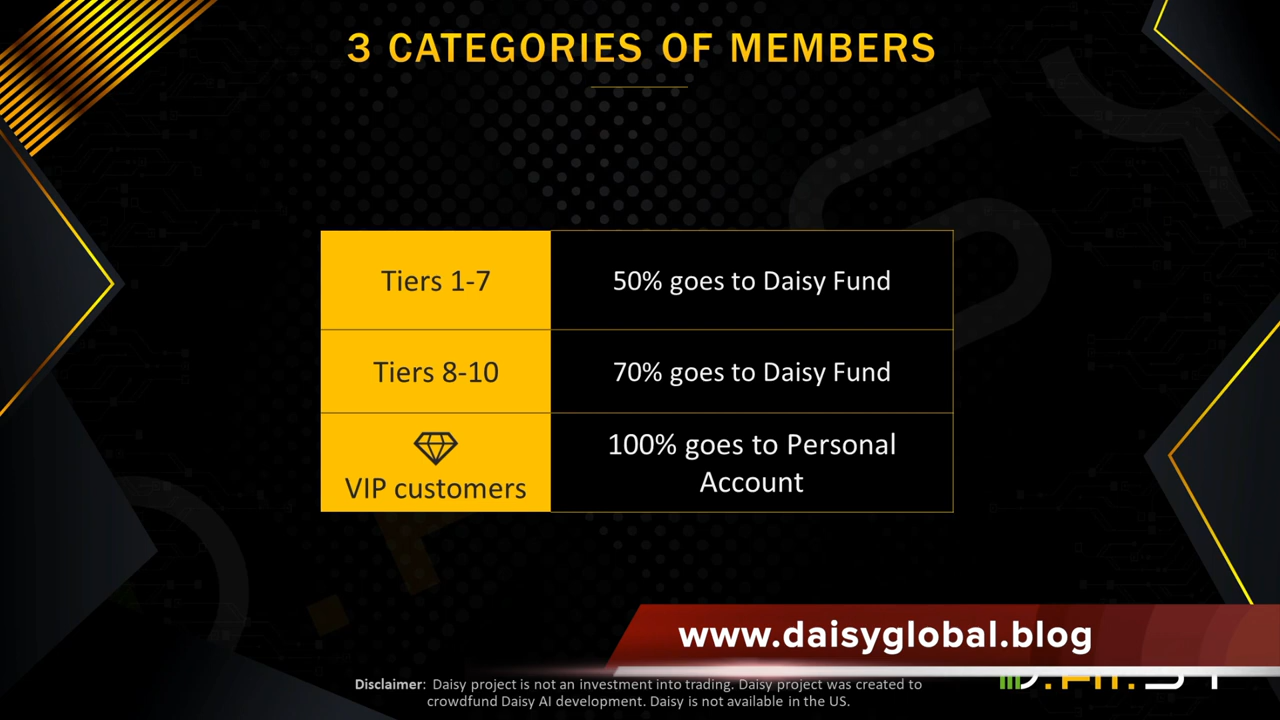 3 CATEGORIES OF MEMBERS
Tiers 1-7
50% goes to Daisy Fund
Tiers 8-10
70% goes to Daisy Fund
VIP customers
100% goes to Personal
Account
www.daisyglobal.blog
Disclaimer: Daisy project is not an investment into trading. Daisy project was created to
crowdfund Daisy AI development. Daisy is not available in the US.